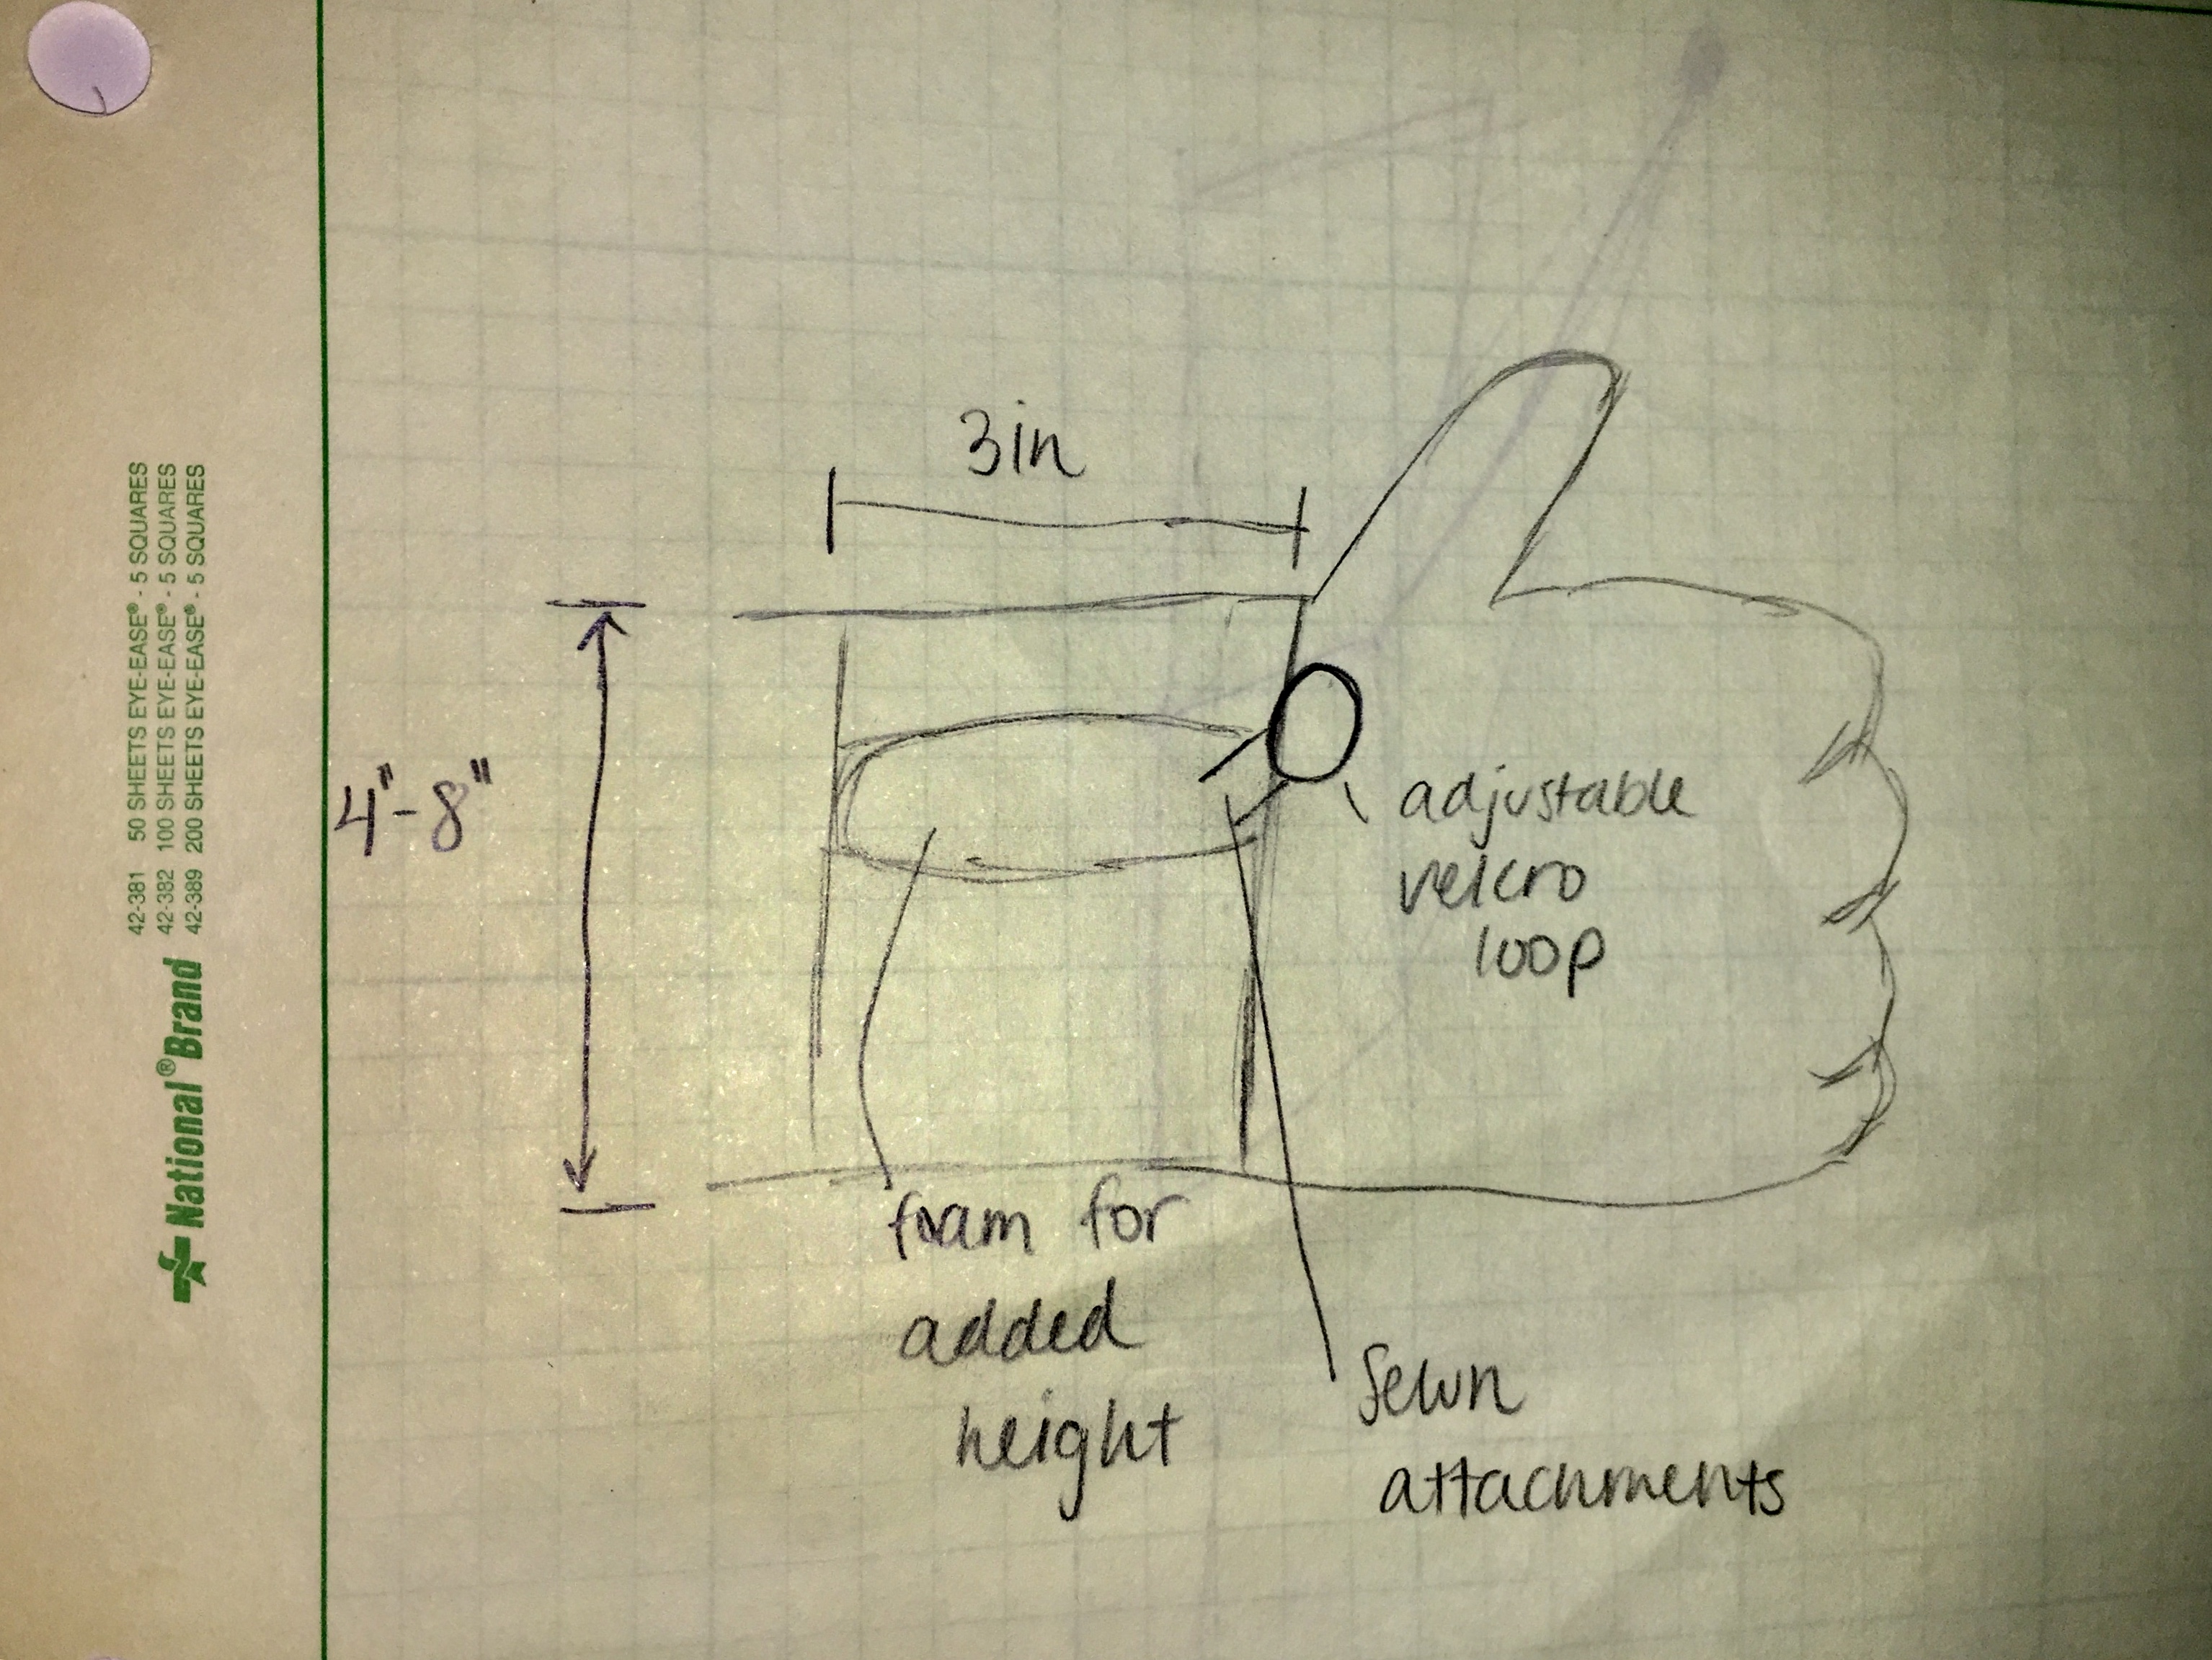 3in
4"-8"
adjustable
velcro
loop
foam for
added
height
Sewn
attachments
42-381 50 SHEETS EYE-EASE® - 5 SQUARES
42-382 100 SHEETS EYE-EASE® - 5 SQUARES
42-389 200 SHEETS EYE-EASE® - 5 SQUARES
National® Brand